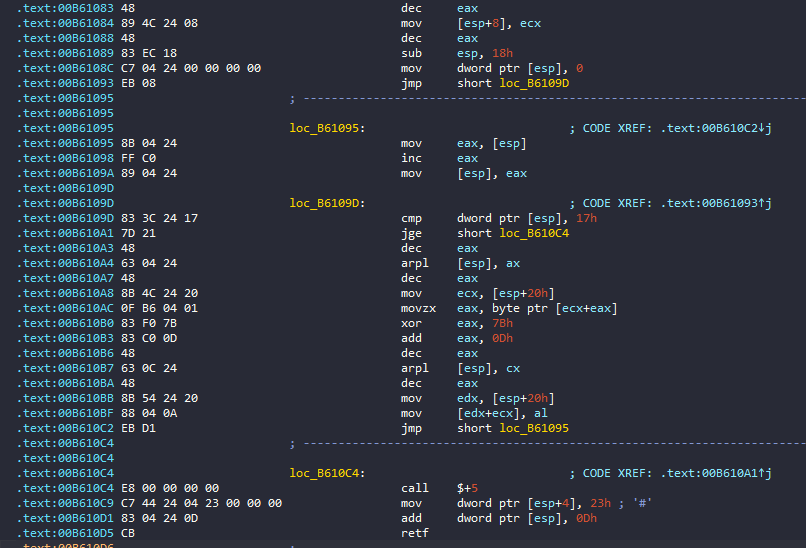 .text:00B61083 48 dec eax
.text:00B61084 89 4C 24 08 mov [esp+8], ecx
.text:00B61088 48 dec eax
.text:00B61089 83 EC 18 sub esp, 18h
.text:00B6108C C7 04 24 00 00 00 00 mov dword ptr [esp], 0
.text:00B61093 EB 08 jmp short loc_B6109D
.text:00B61095 ; ---------------------------------------------------------------------------
.text:00B61095
.text:00B61095 loc_B61095: ; CODE XREF: .text:00B610C2↓j
.text:00B61095 8B 04 24 mov eax, [esp]
.text:00B61098 FF C0 inc eax
.text:00B6109A 89 04 24 mov [esp], eax
.text:00B6109D
.text:00B6109D loc_B6109D: ; CODE XREF: .text:00B61093↑j
.text:00B6109D 83 3C 24 17 cmp dword ptr [esp], 17h
.text:00B610A1 7D 21 jge short loc_B610C4
.text:00B610A3 48 dec eax
.text:00B610A4 63 04 24 arpl [esp], ax
.text:00B610A7 48 dec eax
.text:00B610A8 8B 4C 24 20 mov ecx, [esp+20h]
.text:00B610AC 0F B6 04 01 movzx eax, byte ptr [ecx+eax]
.text:00B610B0 83 F0 7B xor eax, 7Bh
.text:00B610B3 83 C0 0D add eax, 0Dh
.text:00B610B6 48 dec eax
.text:00B610B7 63 0C 24 arpl [esp], cx
.text:00B610BA 48 dec eax
.text:00B610BB 8B 54 24 20 mov edx, [esp+20h]
.text:00B610BF 88 04 0A mov [edx+ecx], al
.text:00B610C2 EB D1 jmp short loc_B61095
.text:00B610C4 ; ---------------------------------------------------------------------------
.text:00B610C4
.text:00B610C4 loc_B610C4: ; CODE XREF: .text:00B610A1↑j
.text:00B610C4 E8 00 00 00 00 call $+5
.text:00B610C9 C7 44 24 04 23 00 00 00 mov dword ptr [esp+4], 23h ; '#'
.text:00B610D1 83 04 24 0D add dword ptr [esp], 0Dh
.text:00B610D5 CB retf